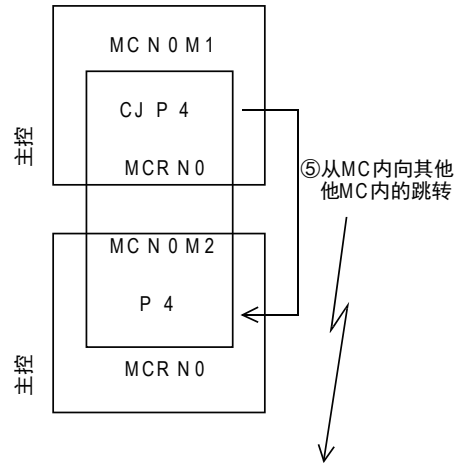 MC N0 M1
主控
CJ P4
MCR N0
⑤从MC内向其他
他MC内的跳转
MC N0 M2
P4
主控
MCR N0